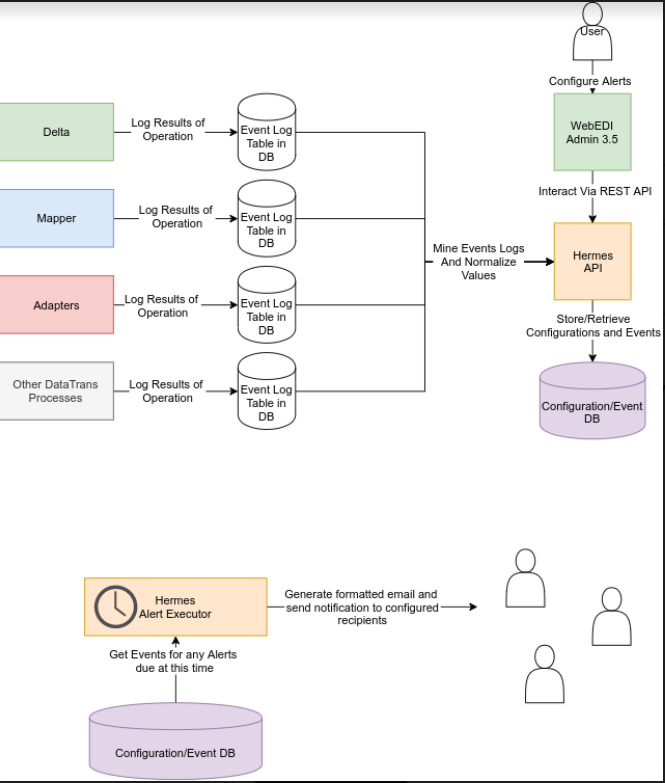 User
Configure Alerts
WebEDI
Admin 3.5
Interact Via REST API
Hermes
API
Store/Retrieve
Configurations and Events
Configuration/Event
DB
Delta
Log Results of
Operation
Event Log
Table in
DB
Mapper
Log Results of
Operation
Event Log
Table in
DB
Adapters
Log Results of
Operation
Event Log
Table in
DB
Other DataTrans
Processes
Log Results of
Operation
Event Log
Table in
DB
Mine Events Logs
And Normalize
Values
Hermes
Alert Executor
Generate formatted email and
send notification to configured
recipients
Get Events for any Alerts
due at this time
Configuration/Event DB